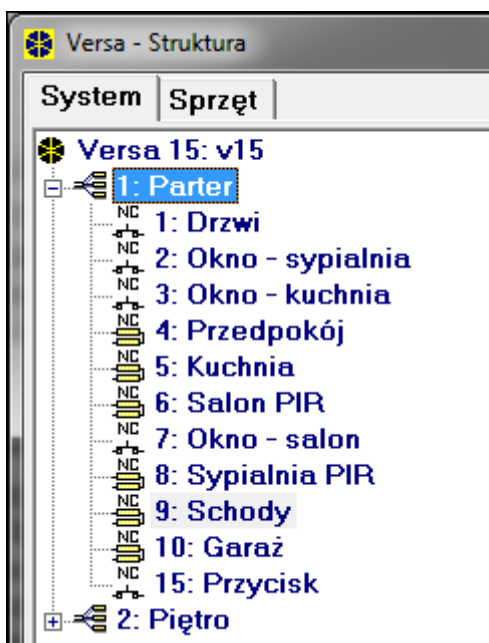 Versa - Struktura
System Sprzęt
Versa 15: v15
1: Parter
NC 1: Drzwi
NC 2: Okno - sypialnia
NC 3: Okno - kuchnia
NC 4: Przedpokój
NC 5: Kuchnia
NC 6: Salon PIR
NC 7: Okno - salon
NC 8: Sypialnia PIR
NC 9: Schody
NC 10: Garaż
NC 15: Przycisk
2: Piętro